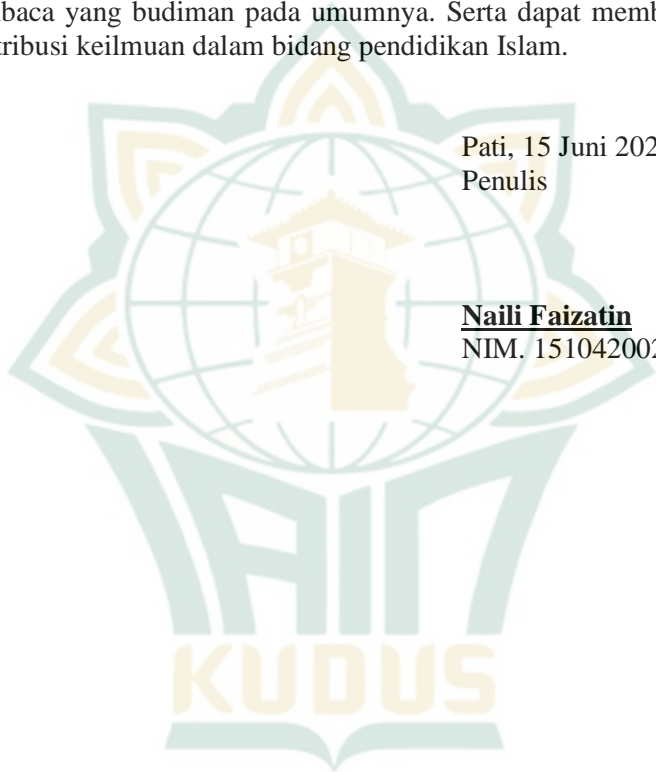 baca yang budiman pada umumnya. Serta dapat memb
tribusi keilmuan dalam bidang pendidikan Islam.
Pati, 15 Juni 202
Penulis
Naili Faizatin
NIM. 151042002
IAIN
KUDUS